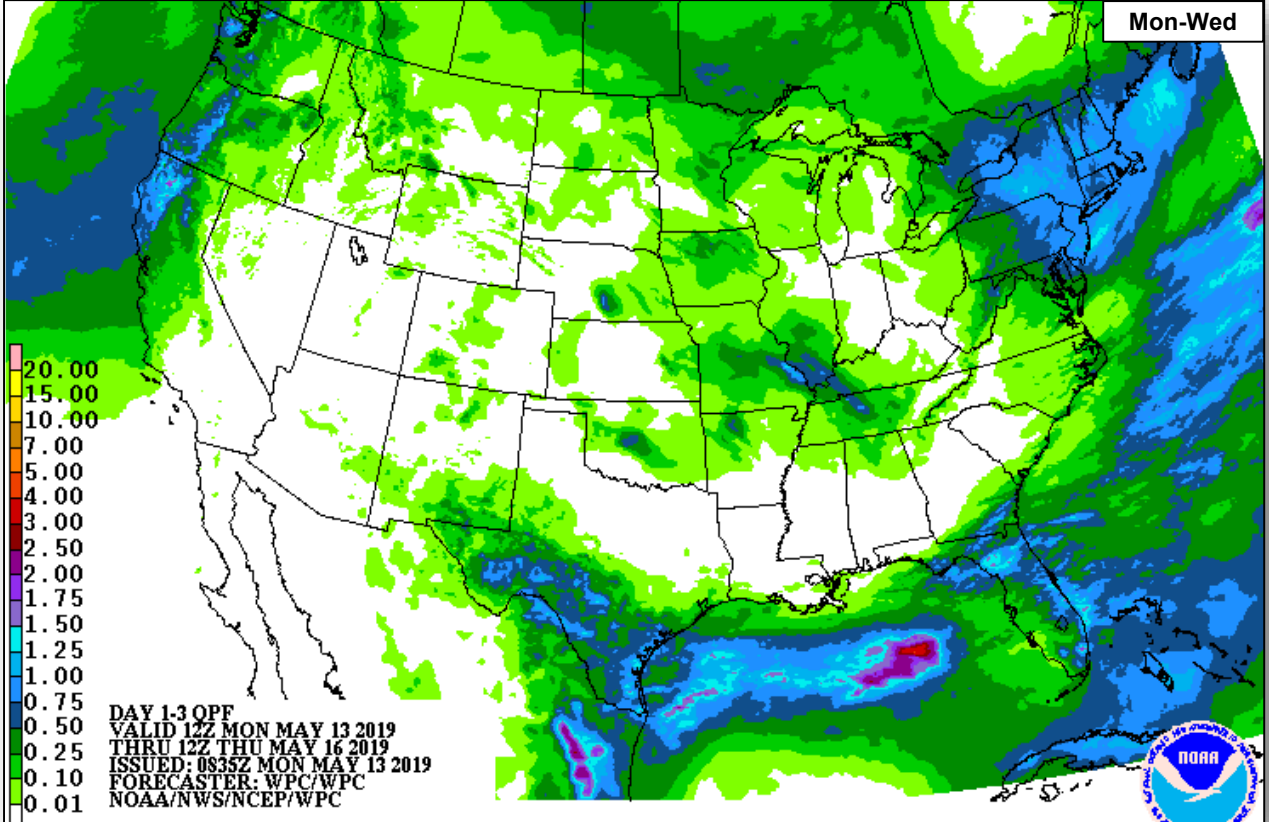 Mon-Wed
20.00
15.00
10.00
7.00
5.00
4.00
3.00
2.50
2.00
1.75
1.50
1.25
1.00
0.75
0.50
0.25
0.10
0.01
DAY 1-3 QPF
VALID 12Z MON MAY 13 2019
THRU 12Z THU MAY 16 2019
ISSUED: 0835Z MON MAY 13 2019
FORECASTER: WPC/WPC
NOAA/NWS/NCEP/WPC
NOAA